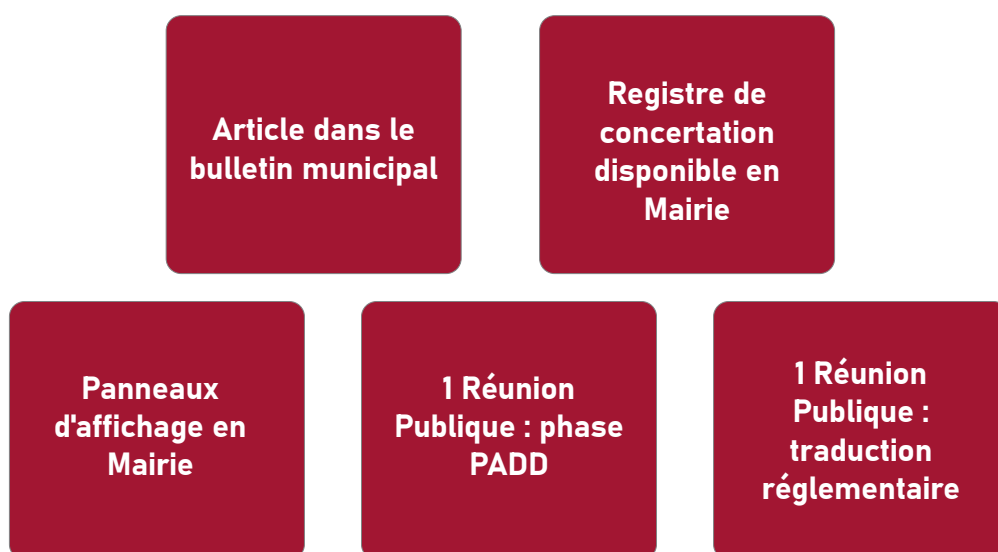 Article dans le
bulletin municipal
Registre de
concertation
disponible en
Mairie
Panneaux
d'affichage en
Mairie
1 Réunion
Publique : phase
PADD
1 Réunion
Publique :
traduction
réglementaire